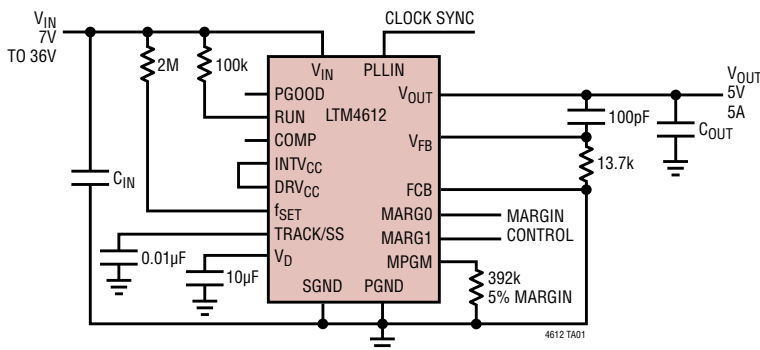 VIN
7V
TO 36V
CLOCK SYNC
2M
100k
VIN
PLLIN
PGOOD
RUN
COMP
INTVCC
DRVCC
fSET
TRACK/SS
VD
SGND
PGND
LTM4612
VOUT
VFB
FCB
MARG0
MARG1
MPGM
VOUT
5V
5A
100pF
COUT
13.7k
MARGIN
CONTROL
CIN
0.01µF
10µF
392k
5% MARGIN
4612 TA01